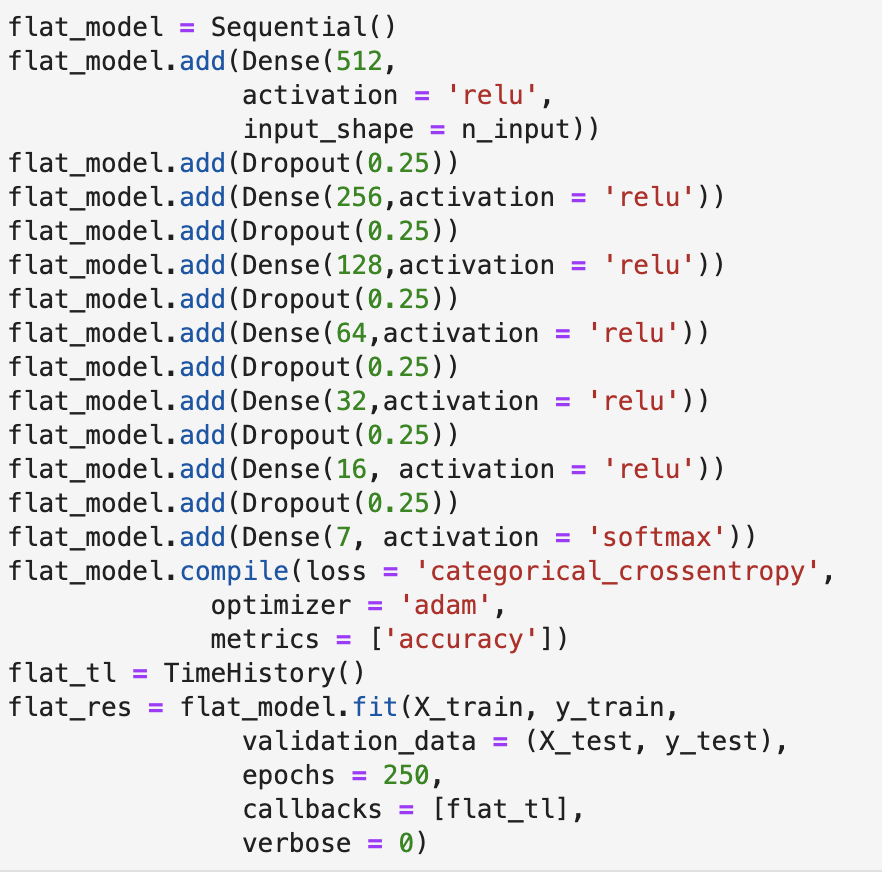 flat_model = Sequential()
flat_model.add(Dense(512,
               activation = 'relu',
               input_shape = n_input))
flat_model.add(Dropout(0.25))
flat_model.add(Dense(256,activation = 'relu'))
flat_model.add(Dropout(0.25))
flat_model.add(Dense(128,activation = 'relu'))
flat_model.add(Dropout(0.25))
flat_model.add(Dense(64,activation = 'relu'))
flat_model.add(Dropout(0.25))
flat_model.add(Dense(32,activation = 'relu'))
flat_model.add(Dropout(0.25))
flat_model.add(Dense(16, activation = 'relu'))
flat_model.add(Dropout(0.25))
flat_model.add(Dense(7, activation = 'softmax'))
flat_model.compile(loss = 'categorical_crossentropy',
             optimizer = 'adam',
             metrics = ['accuracy'])
flat_tl = TimeHistory()
flat_res = flat_model.fit(X_train, y_train,
               validation_data = (X_test, y_test),
               epochs = 250,
               callbacks = [flat_tl],
               verbose = 0)